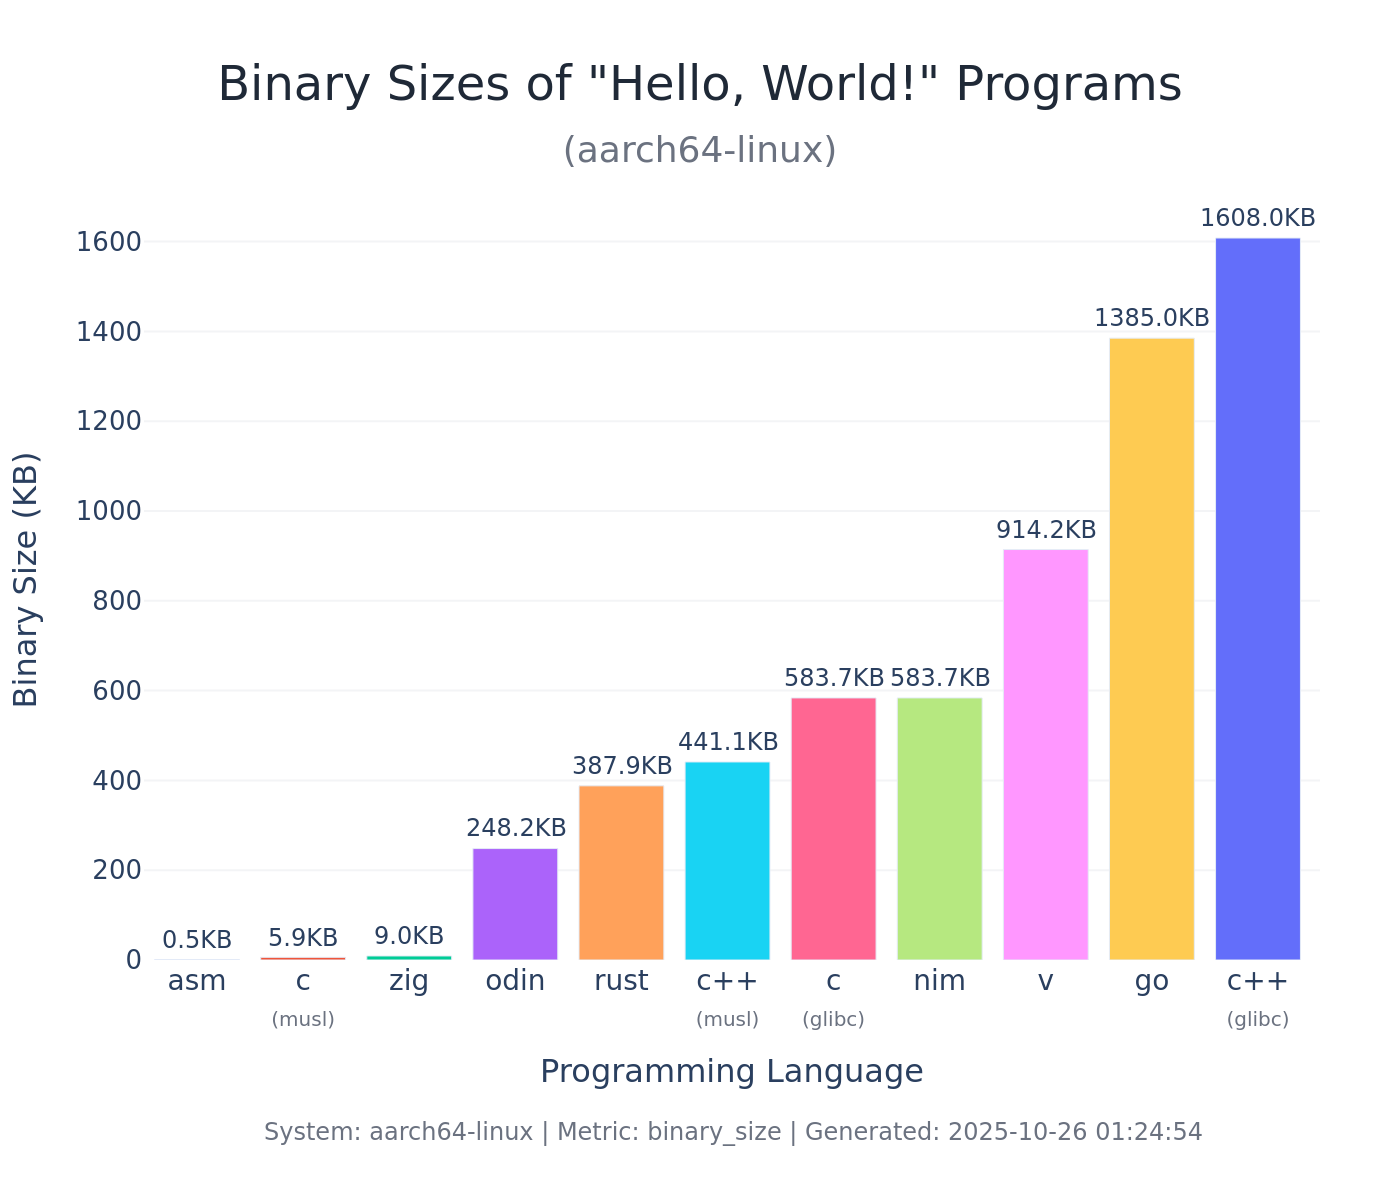 Binary Sizes of "Hello, World!" Programs
(aarch64-linux)
Binary Size (KB)
1600
1400
1200
1000
800
600
400
200
0
0.5KB
5.9KB
9.0KB
248.2KB
387.9KB
441.1KB
583.7KB
583.7KB
914.2KB
1385.0KB
1608.0KB
asm
c
(musl)
zig
odin
rust
c++
(musl)
c
(glibc)
nim
v
go
c++
(glibc)
Programming Language
System: aarch64-linux | Metric: binary_size | Generated: 2025-10-26 01:24:54